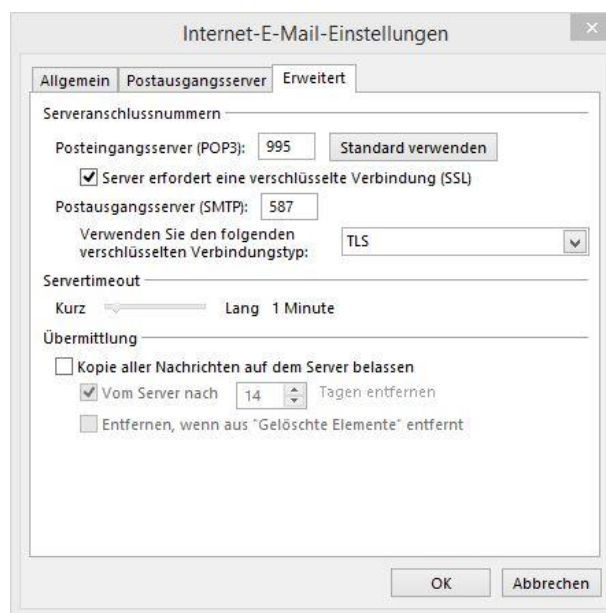 Internet-E-Mail-Einstellungen
Allgemein Postausgangsserver Erweitert
Serveranschlussnummern
Posteingangsserver (POP3): 995 Standard verwenden
Server erfordert eine verschlüsselte Verbindung (SSL)
Postausgangsserver (SMTP): 587
Verwenden Sie den folgenden
verschlüsselten Verbindungstyp: TLS
Servertimeout
Kurz Lang 1 Minute
Übermittlung
Kopie aller Nachrichten auf dem Server belassen
Vom Server nach 14 Tagen entfernen
Entfernen, wenn aus "Gelöschte Elemente" entfernt
OK Abbrechen